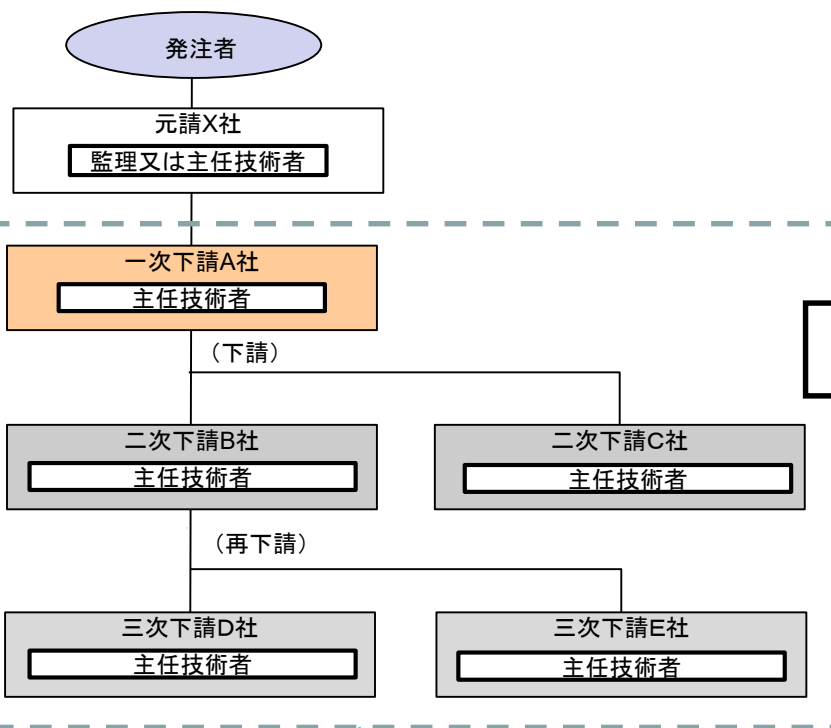 発注者
元請X社
監理又は主任技術者
一次下請A社
主任技術者
（下請）
二次下請B社
主任技術者
二次下請C社
主任技術者
（再下請）
三次下請D社
主任技術者
三次下請E社
主任技術者